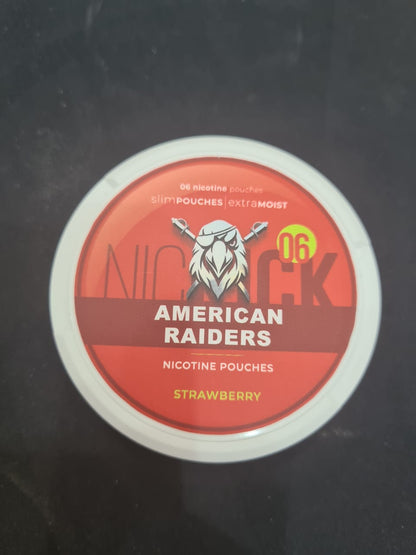 06 nicotine pouches
slimPOUCHES|extraMOIST
06
AMERICAN
RAIDERS
NICOTINE POUCHES
STRAWBERRY